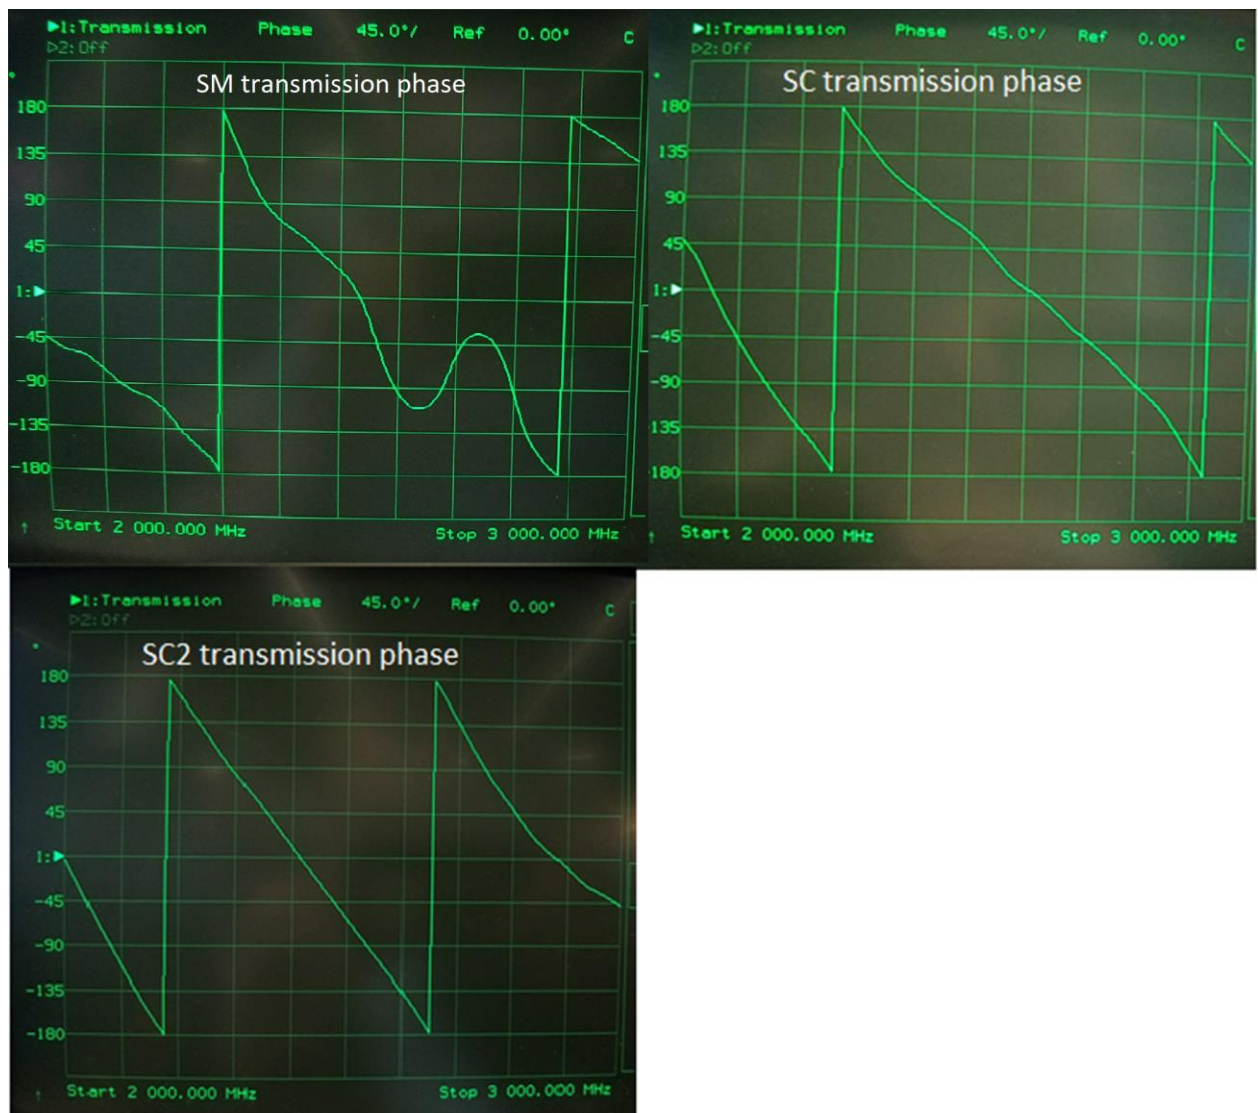 ▶1:Transmission Phase 45.0°/ Ref 0.00° C
▷2:Off
SM transmission phase
180
135
90
45
1:▶
-45
-90
-135
-180
Start 2 000.000 MHz Stop 3 000.000 MHz
▶1:Transmission Phase 45.0°/ Ref 0.00° C
▷2:Off
SC transmission phase
180
135
90
45
1:▶
-45
-90
-135
-180
Start 2 000.000 MHz Stop 3 000.000 MHz
▶1:Transmission Phase 45.0°/ Ref 0.00° C
▷2:Off
SC2 transmission phase
180
135
90
45
1:▶
-45
-90
-135
-180
Start 2 000.000 MHz Stop 3 000.000 MHz